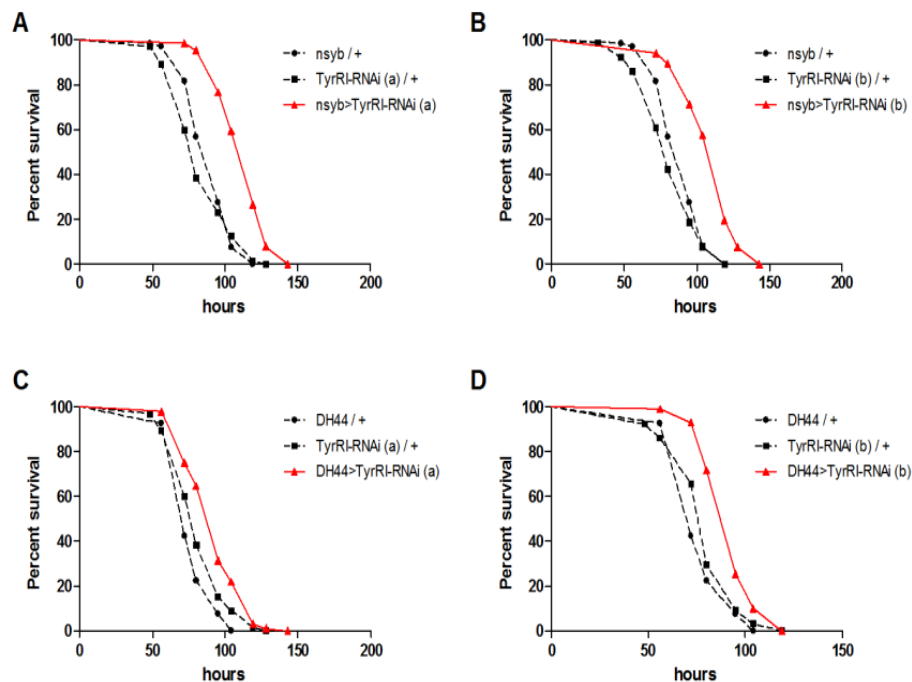 A
Percent survival
100
80
60
40
20
0
0 50 100 150 200
hours
nsyb / +
TyrRI-RNAi (a) / +
nsyb>TyrRI-RNAi (a)
B
Percent survival
100
80
60
40
20
0
0 50 100 150 200
hours
nsyb / +
TyrRI-RNAi (b) / +
nsyb>TyrRI-RNAi (b)
C
Percent survival
100
80
60
40
20
0
0 50 100 150 200
hours
DH44 / +
TyrRI-RNAi (a) / +
DH44>TyrRI-RNAi (a)
D
Percent survival
100
80
60
40
20
0
0 50 100 150
hours
DH44 / +
TyrRI-RNAi (b) / +
DH44>TyrRI-RNAi (b)